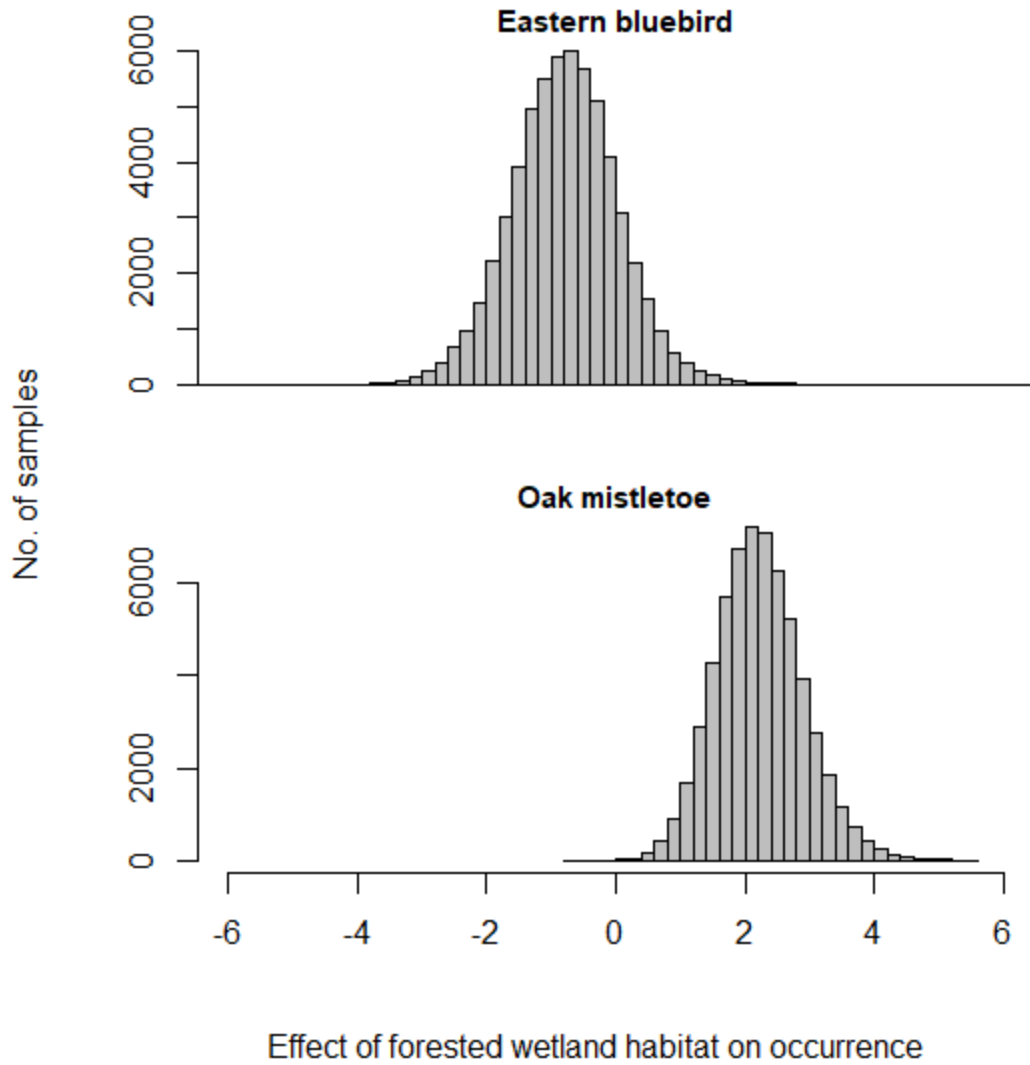 Eastern bluebird
6000
4000
2000
0
No. of samples
Oak mistletoe
6000
2000
0
-6 -4 -2 0 2 4 6
Effect of forested wetland habitat on occurrence